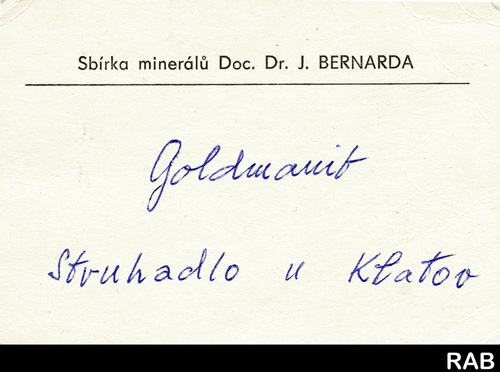 Sbírka minerálů Doc. Dr. J. BERNARDA
Goldmanit
Struhadlo u Klatov
RAB